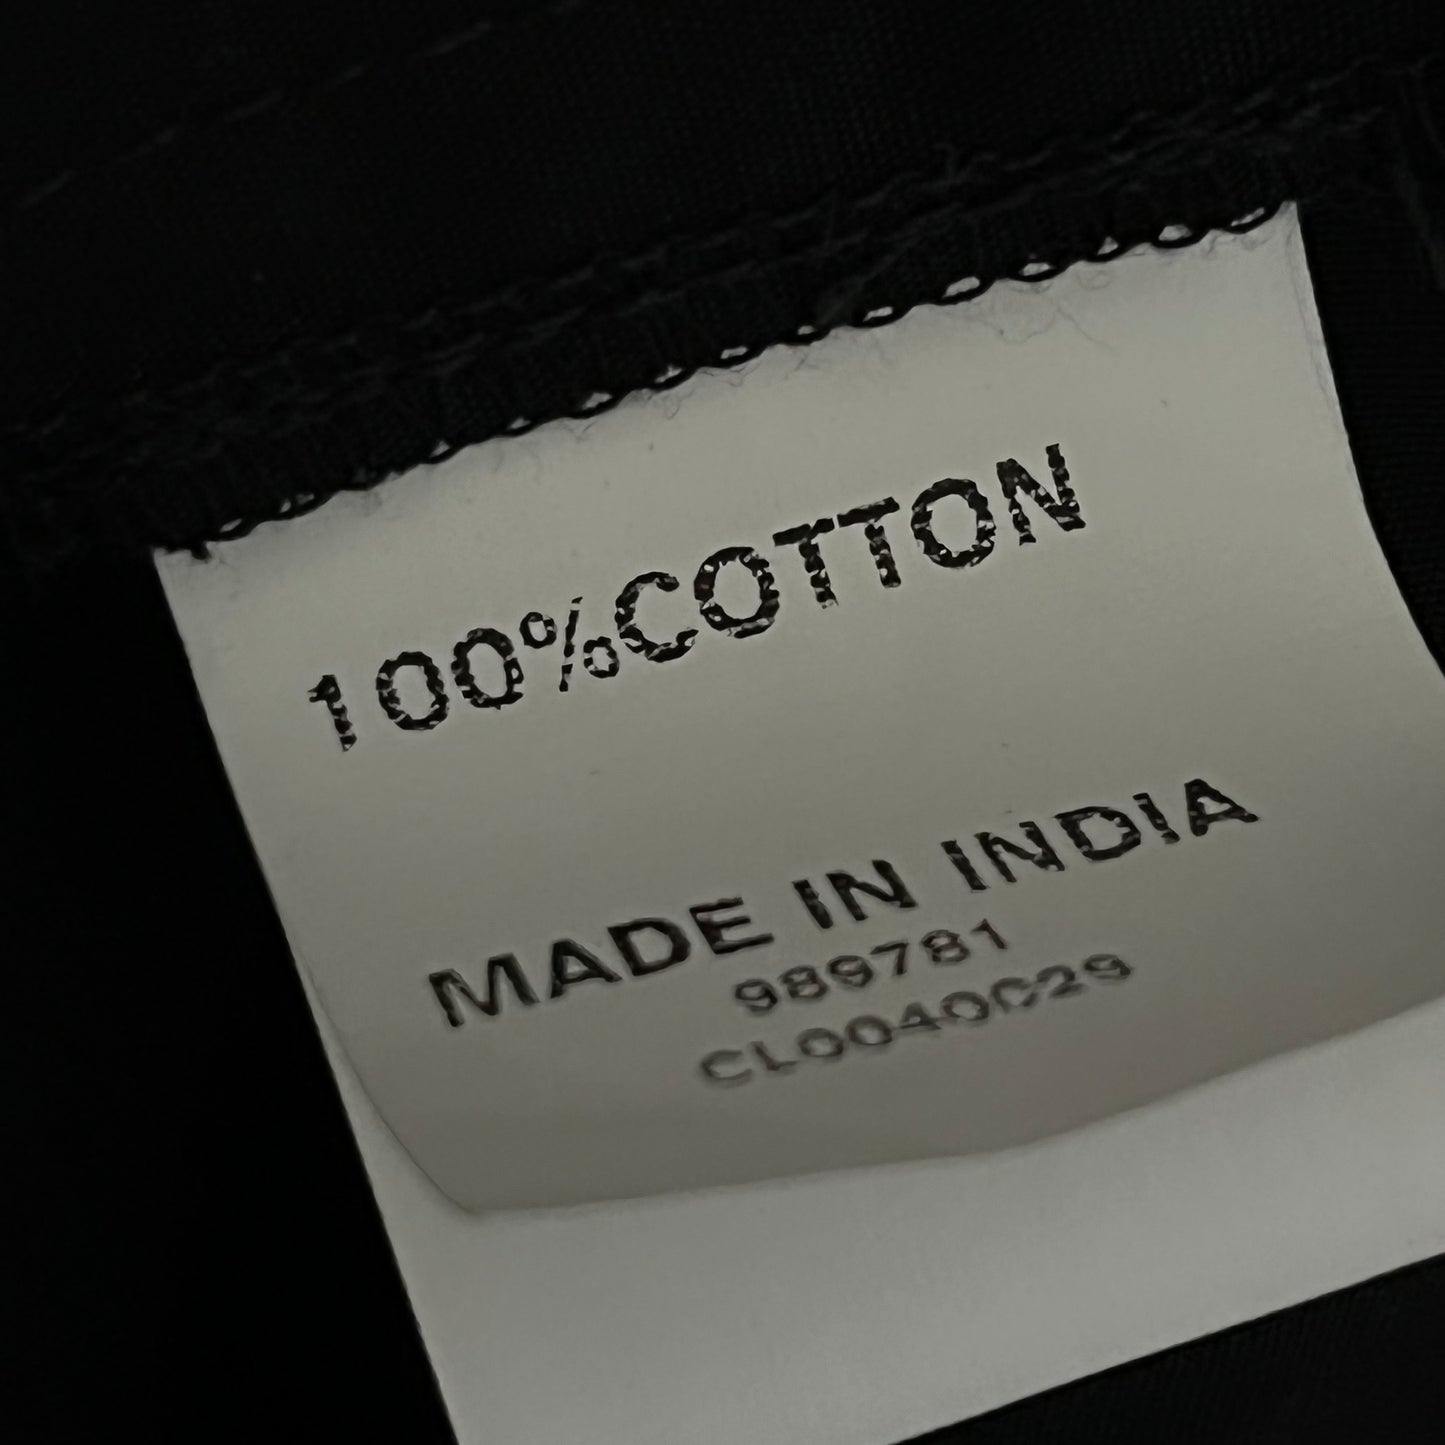 100%COTTON
MADE IN INDIA
989781
CL0040C29